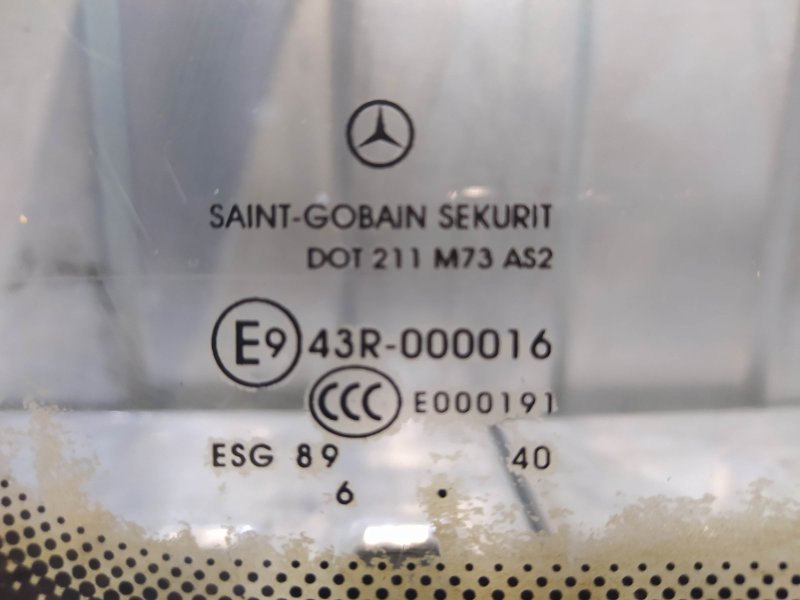 SAINT-GOBAIN SEKURIT
DOT 211 M73 AS2
E9 43R-000016
CCC E000191
ESG 89 40
6 .